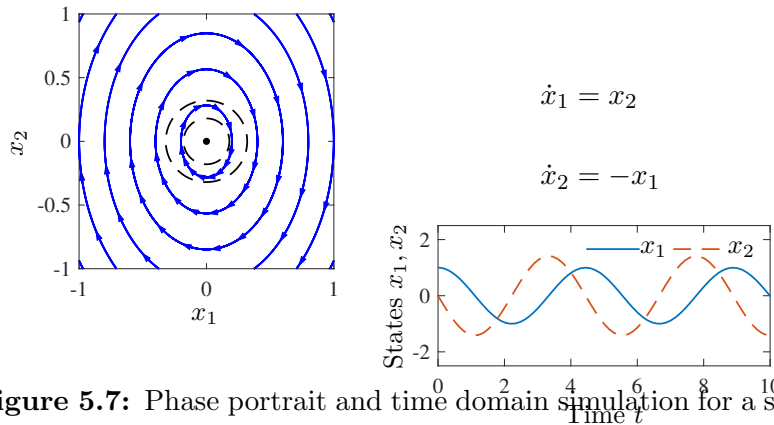 1
0.5
0
-0.5
-1
x₂
-1 0 1
x₁
ẋ₁ = x₂
ẋ₂ = −x₁
2
0
-2
States x₁, x₂
x₁ x₂
0 2 4 6 8 10
Time t
igure 5.7: Phase portrait and time domain simulation for a s